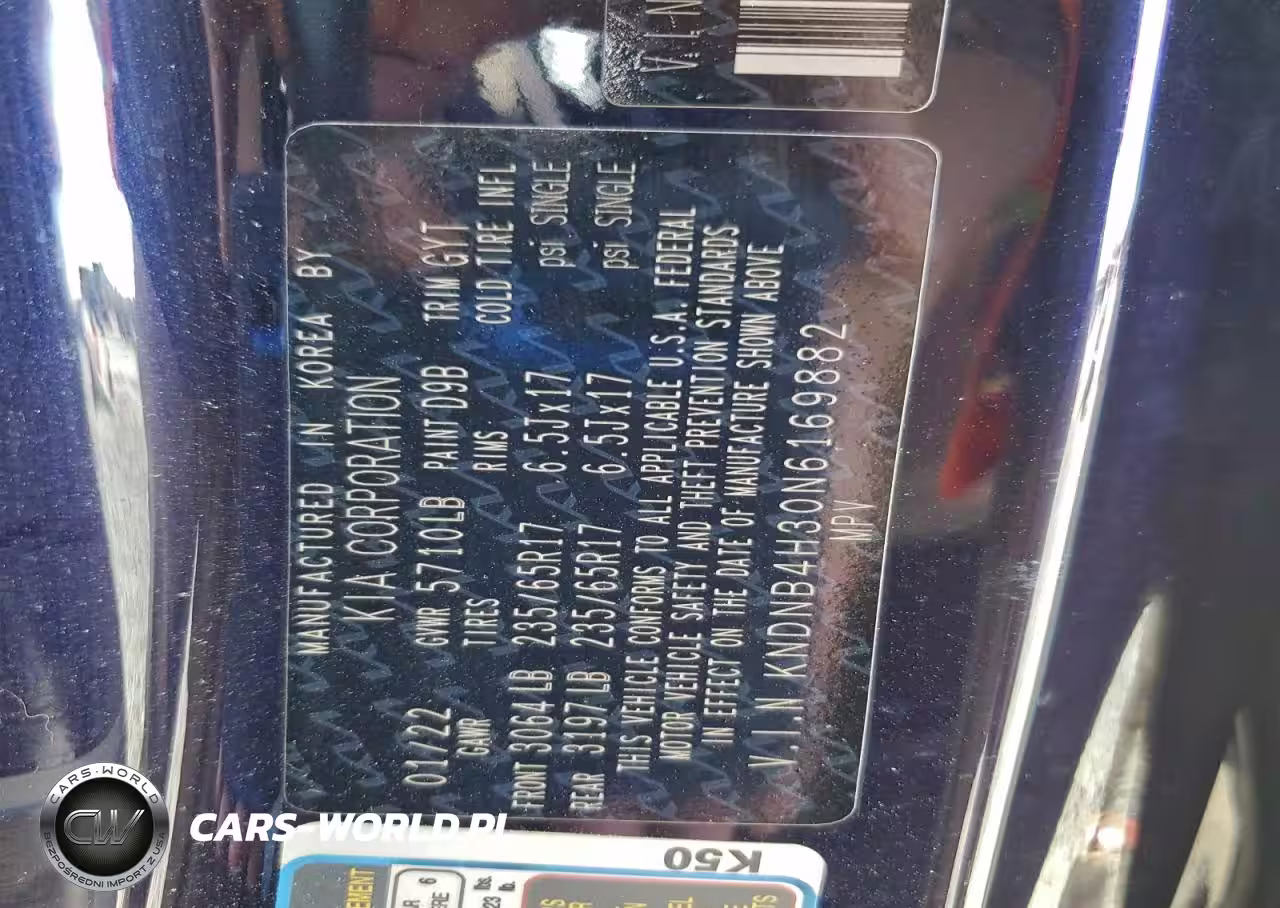 V.I.N
MANUFACTURED IN KOREA BY
KIA CORPORATION
01/22 GVWR 5710LB PAINT D9B TRIM GYT
GAWR TIRES RIMS COLD TIRE INFL
FRONT 3064LB 235/65R17 6.5Jx17 psi SINGLE
REAR 3197LB 235/65R17 6.5Jx17 psi SINGLE
THIS VEHICLE CONFORMS TO ALL APPLICABLE U.S.A. FEDERAL
MOTOR VEHICLE SAFETY AND THEFT PREVENTION STANDARDS
IN EFFECT ON THE DATE OF MANUFACTURE SHOWN ABOVE
V.I.N KNDNB4H30N6169882
MPV
K50
CARS-WORLD
CW
BEZPOŚREDNI IMPORT Z USA
CARS-WORLD.PL